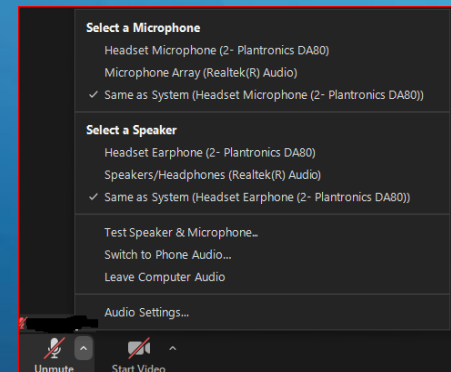 Select a Microphone
Headset Microphone (2- Plantronics DA80)
Microphone Array (Realtek(R) Audio)
✓ Same as System (Headset Microphone (2- Plantronics DA80))
Select a Speaker
Headset Earphone (2- Plantronics DA80)
Speakers/Headphones (Realtek(R) Audio)
✓ Same as System (Headset Earphone (2- Plantronics DA80))
Test Speaker & Microphone...
Switch to Phone Audio...
Leave Computer Audio
Audio Settings...
Unmute Start Video